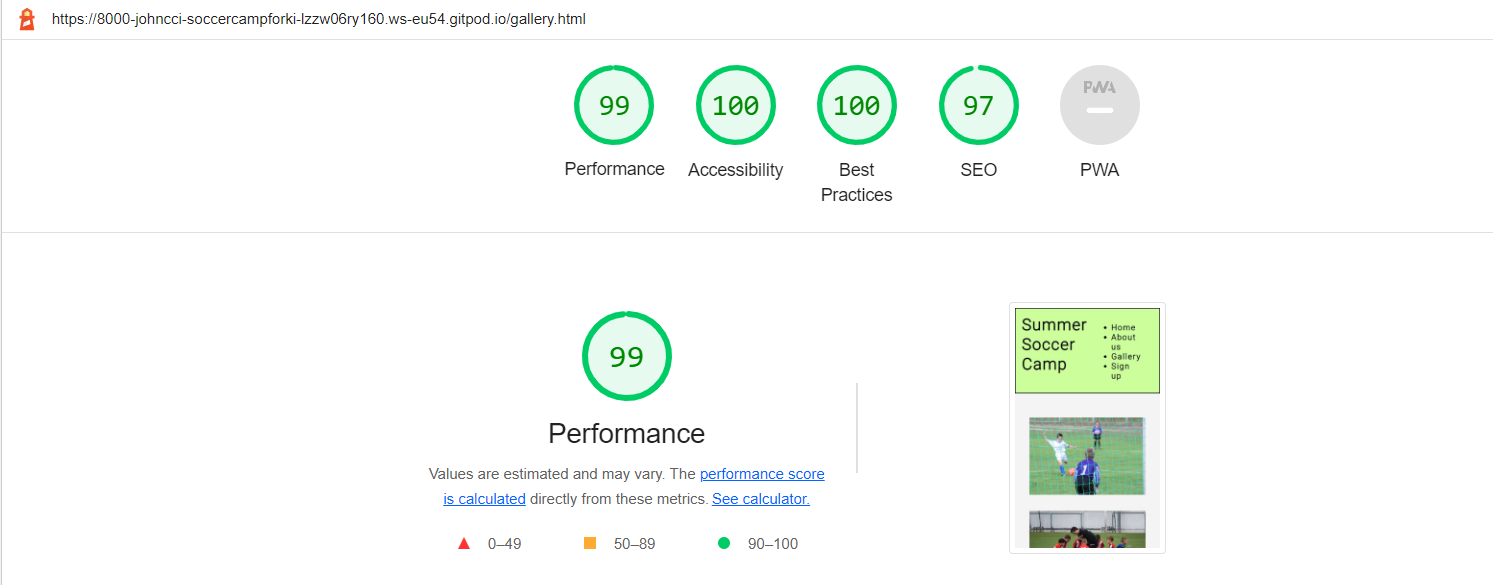 https://8000-johncci-soccercampforki-lzzw06ry160.ws-eu54.gitpod.io/gallery.html
99 100 100 97 PWA
Performance Accessibility Best Practices SEO PWA
99
Performance
Values are estimated and may vary. The performance score
is calculated directly from these metrics. See calculator.
0–49 50–89 90–100
Summer
Soccer
Camp
Home
About
us
Gallery
Sign
up